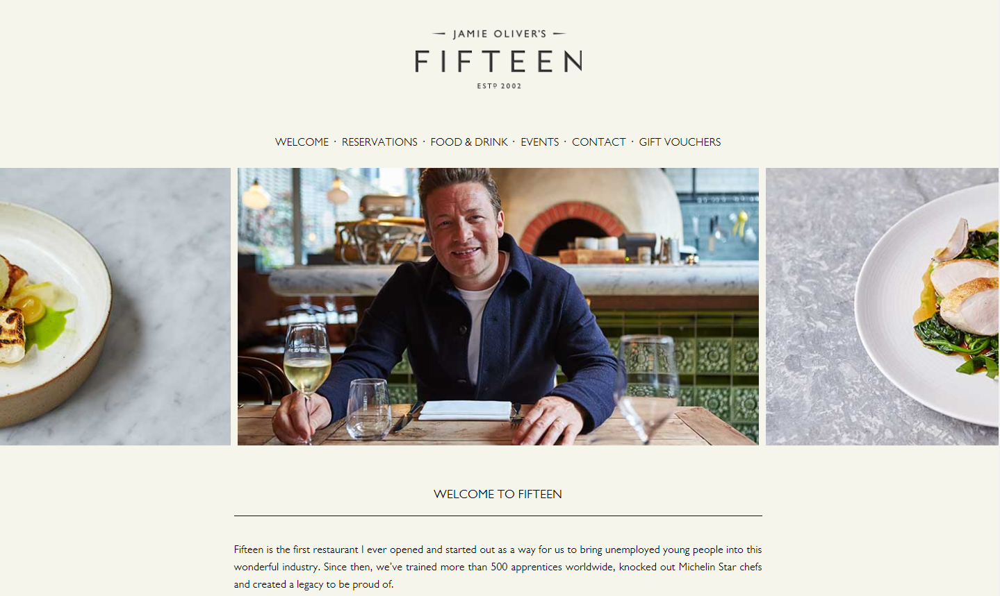 JAMIE OLIVER'S
FIFTEEN
ESTD 2002
WELCOME · RESERVATIONS · FOOD & DRINK · EVENTS · CONTACT · GIFT VOUCHERS
WELCOME TO FIFTEEN
Fifteen is the first restaurant I ever opened and started out as a way for us to bring unemployed young people into this
wonderful industry. Since then, we've trained more than 500 apprentices worldwide, knocked out Michelin Star chefs
and created a legacy to be proud of.